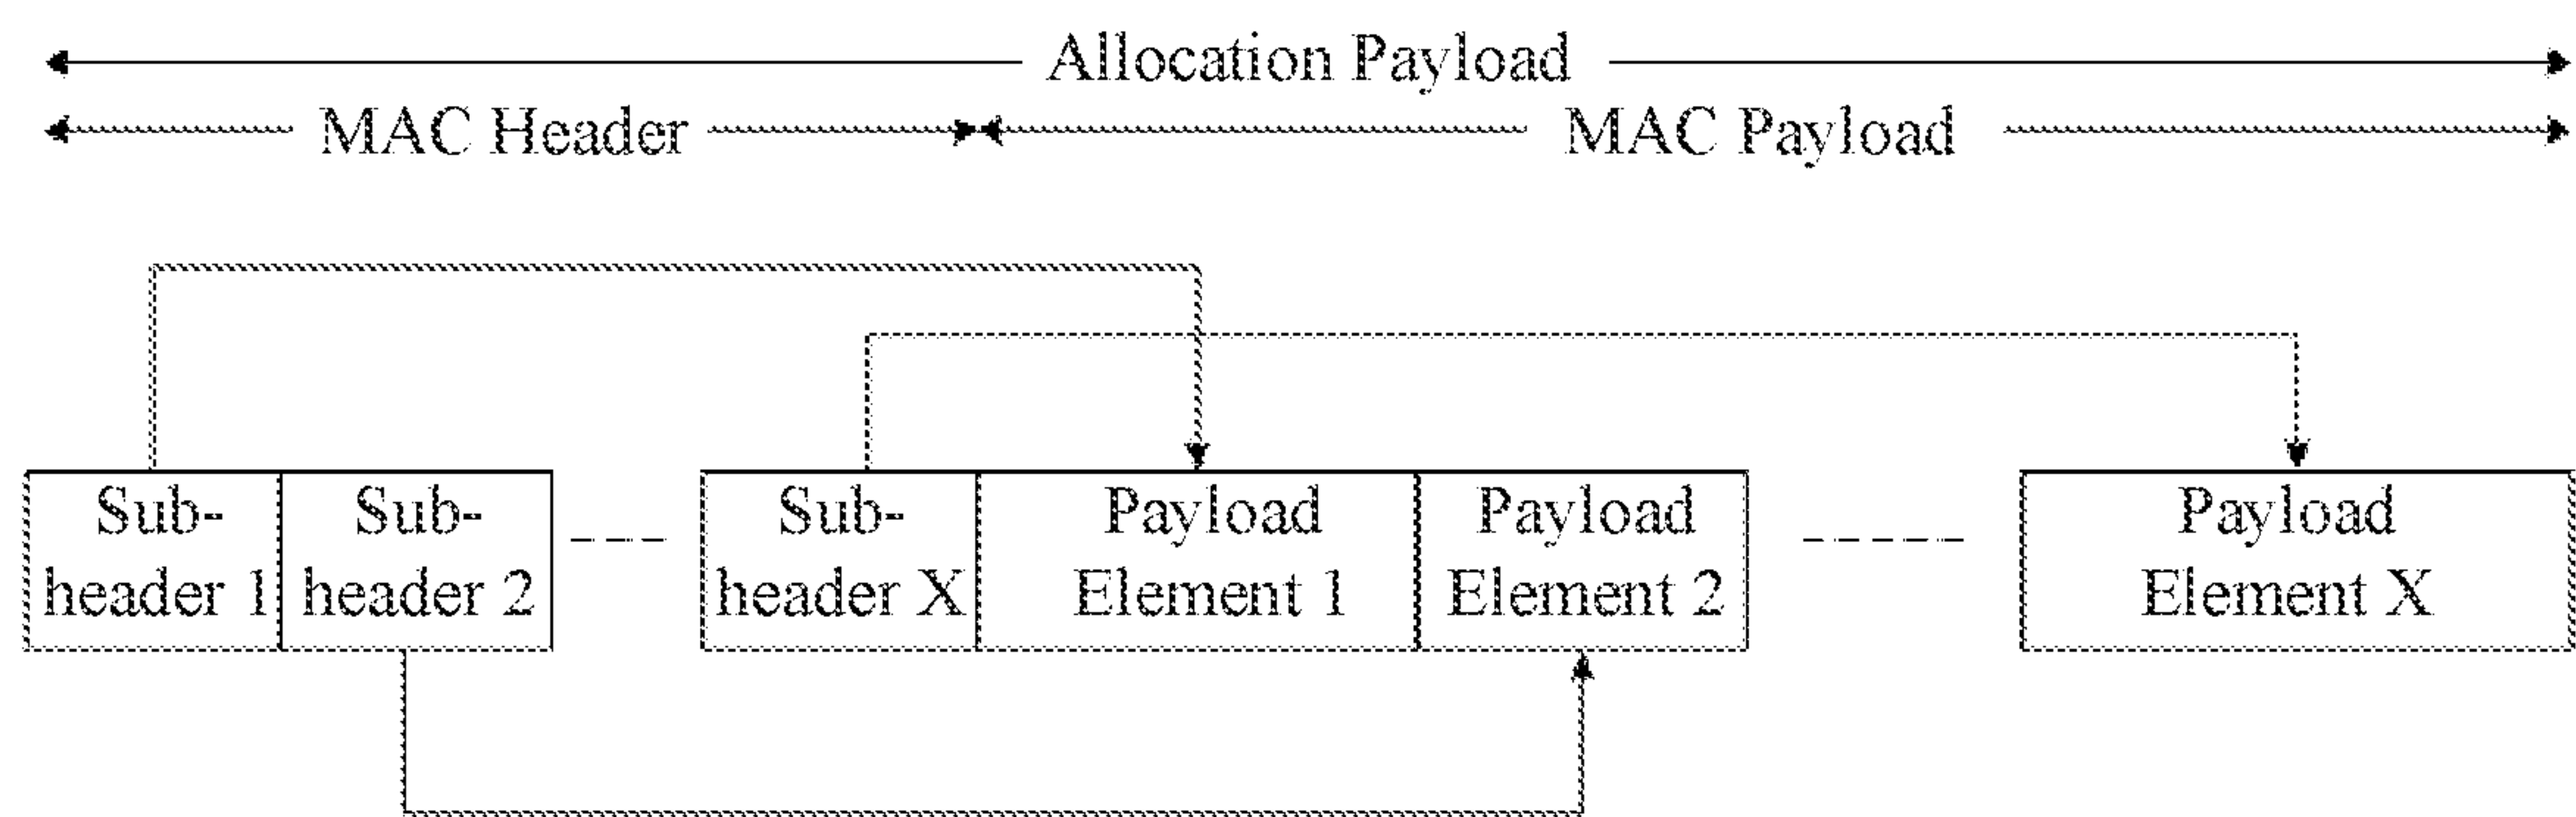 Allocation Payload
MAC Header
MAC Payload
Sub-
header 1
Sub-
header 2
Sub-
header X
Payload
Element 1
Payload
Element 2
Payload
Element X